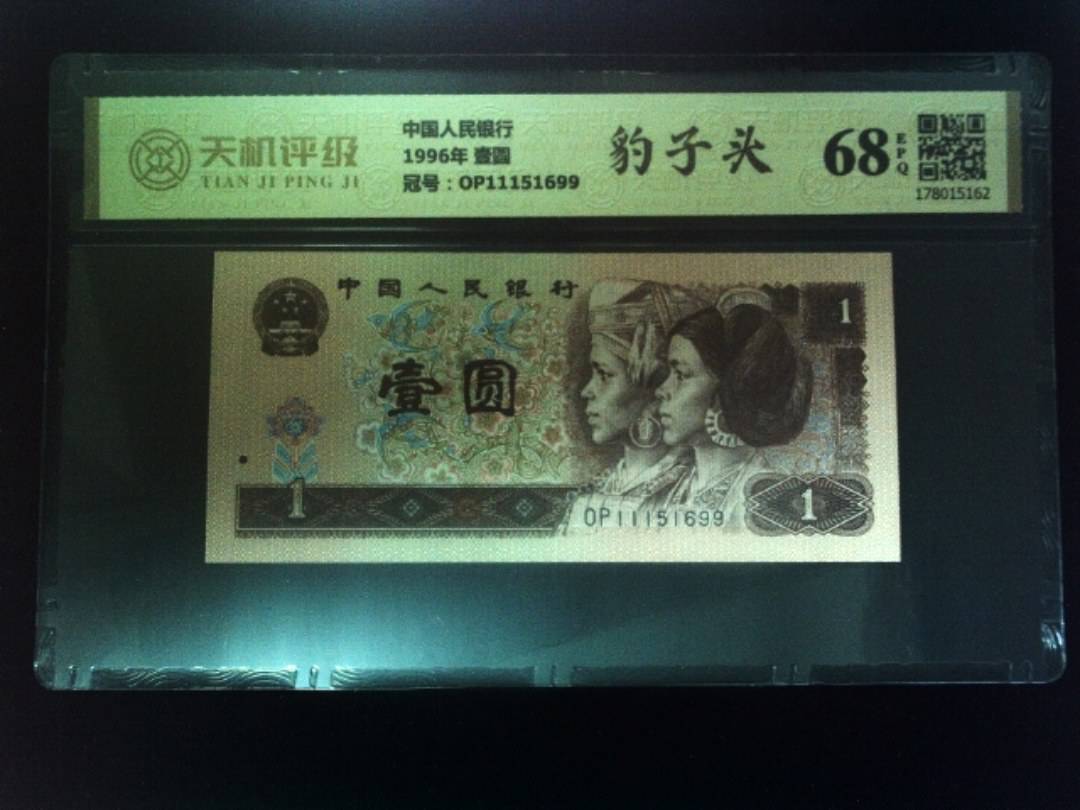 天机评级
TIAN JI PING JI
中国人民银行
1996年 壹圆
冠号：OP11151699
豹子头
68
EPQ
178015162
中国人民银行
1
壹圆
1
OP11151699
1